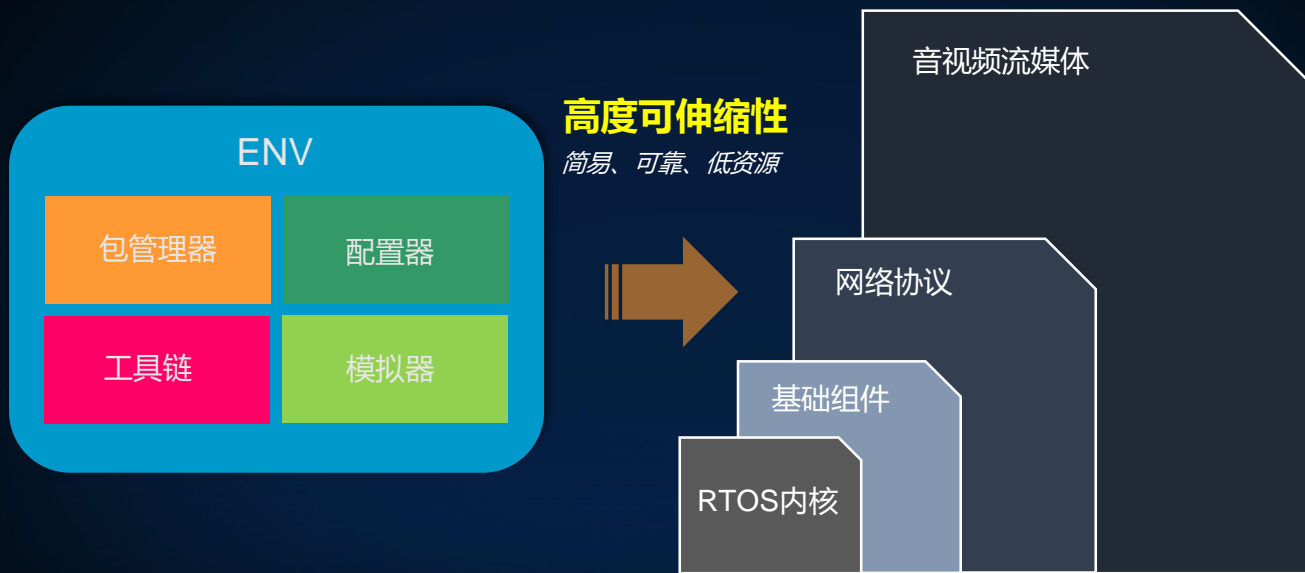 ENV
包管理器
配置器
工具链
模拟器
高度可伸缩性
简易、可靠、低资源
音视频流媒体
网络协议
基础组件
RTOS内核